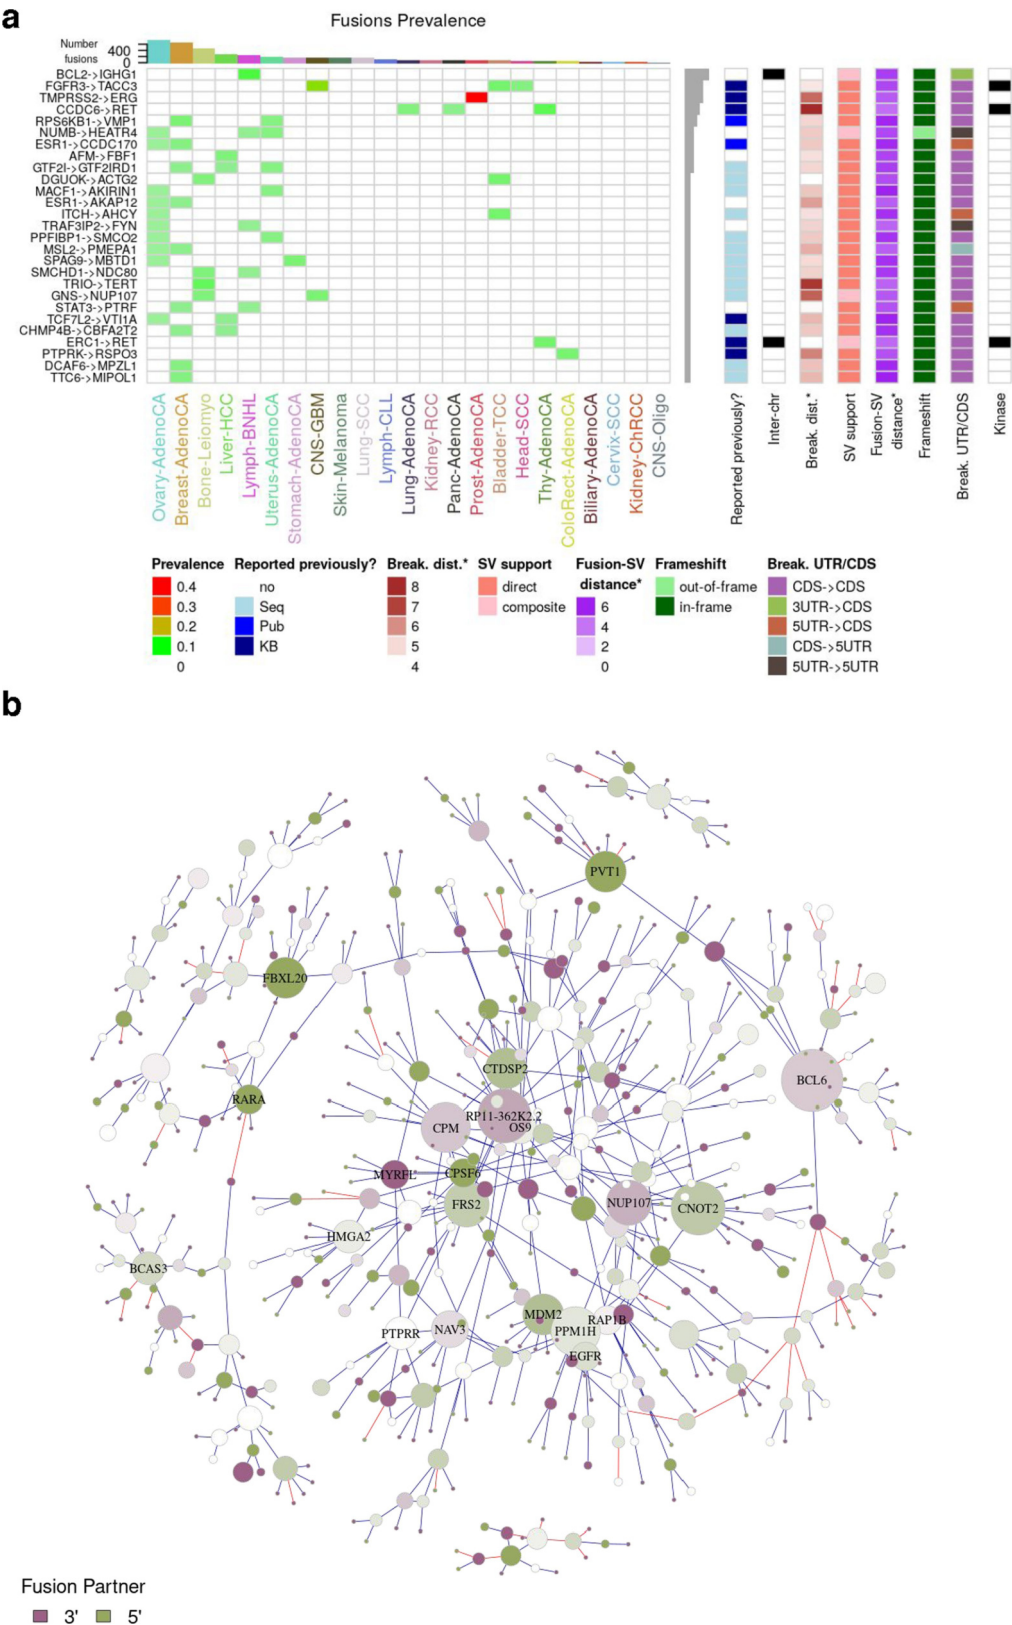 a
Fusions Prevalence
Number
fusions
400
0
BCL2->IGHG1
FGFR3->TACC3
TMPRSS2->ERG
CCDC6->RET
RPS6KB1->VMP1
NUMB->HEATR4
ESR1->CCDC170
AFM->FBF1
GTF2I->GTF2IRD1
DGUOK->ACTG2
MACF1->AKIRIN1
ESR1->AKAP12
ITCH->AHCY
TRAF3IP2->FYN
PPFIBP1->SMCO2
MSL2->PMEPA1
SPAG9->MBTD1
SMCHD1->NDC80
TRIO->TERT
GNS->NUP107
STAT3->PTRF
TCF7L2->VTI1A
CHMP4B->CBFA2T2
ERC1->RET
PTPRK->RSPO3
DCAF6->MPZL1
TTC6->MIPOL1
Ovary-AdenoCA
Breast-AdenoCA
Bone-Leiomyo
Liver-HCC
Lymph-BNHL
Uterus-AdenoCA
Stomach-AdenoCA
CNS-GBM
Skin-Melanoma
Lung-SCC
Lymph-CLL
Lung-AdenoCA
Kidney-RCC
Panc-AdenoCA
Prost-AdenoCA
Bladder-TCC
Head-SCC
Thy-AdenoCA
ColoRect-AdenoCA
Biliary-AdenoCA
Cervix-SCC
Kidney-ChRCC
CNS-Oligo
Reported previously?
Inter-chr
Break. dist.*
SV support
Fusion-SV
distance*
Frameshift
Break. UTR/CDS
Kinase
Prevalence
0.4
0.3
0.2
0.1
0
Reported previously?
no
Seq
Pub
KB
Break. dist.*
8
7
6
5
4
SV support
direct
composite
Fusion-SV
distance*
6
4
2
0
Frameshift
out-of-frame
in-frame
Break. UTR/CDS
CDS->CDS
3UTR->CDS
5UTR->CDS
CDS->5UTR
5UTR->5UTR
b
PVT1
FBXL20
CTDSP2
BCL6
RARA
RP11-362K2.2
CPM
OS9
MYRFL
CPSF6
FRS2
NUP107
CNOT2
HMGA2
BCAS3
MDM2
RAP1B
PTPRR
NAV3
PPM1H
EGFR
Fusion Partner
3'
5'